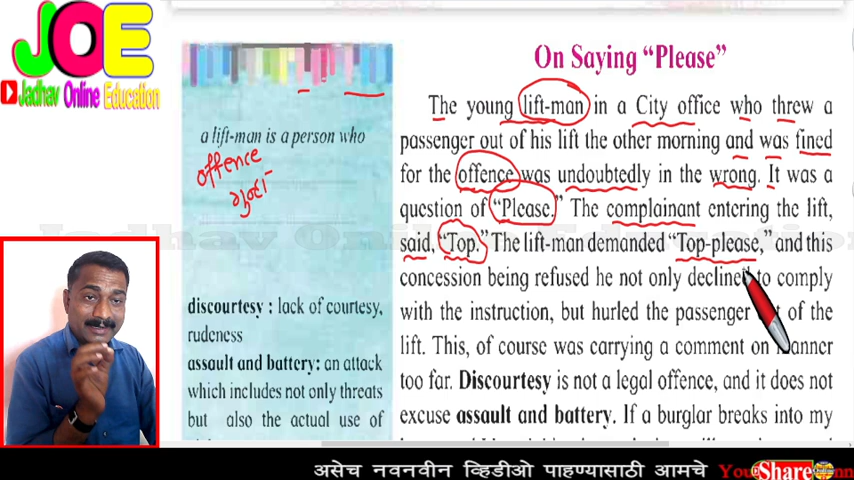 JOE
Jadhav Online Education
On Saying “Please”
a lift-man is a person who
offence
गुन्हा
discourtesy : lack of courtesy,
rudeness
assault and battery: an attack
which includes not only threats
but also the actual use of
The young lift-man in a City office who threw a
passenger out of his lift the other morning and was fined
for the offence was undoubtedly in the wrong. It was a
question of “Please.” The complainant entering the lift,
said, “Top.” The lift-man demanded “Top-please,” and this
concession being refused he not only declined to comply
with the instruction, but hurled the passenger out of the
lift. This, of course was carrying a comment on manner
too far. Discourtesy is not a legal offence, and it does not
excuse assault and battery. If a burglar breaks into my
असेच नवनवीन व्हिडीओ पाहण्यासाठी आमचे You
Share